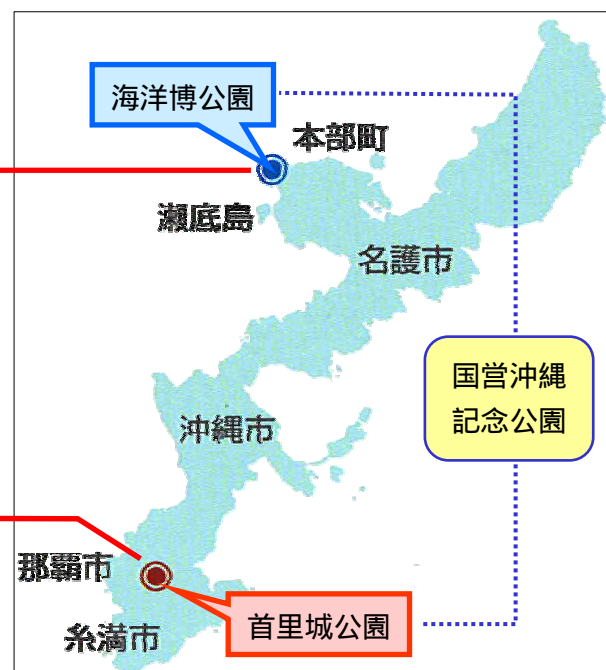 海洋博公園
本部町
瀬底島
名護市
国営沖縄
記念公園
沖縄市
那覇市
首里城公園
糸満市